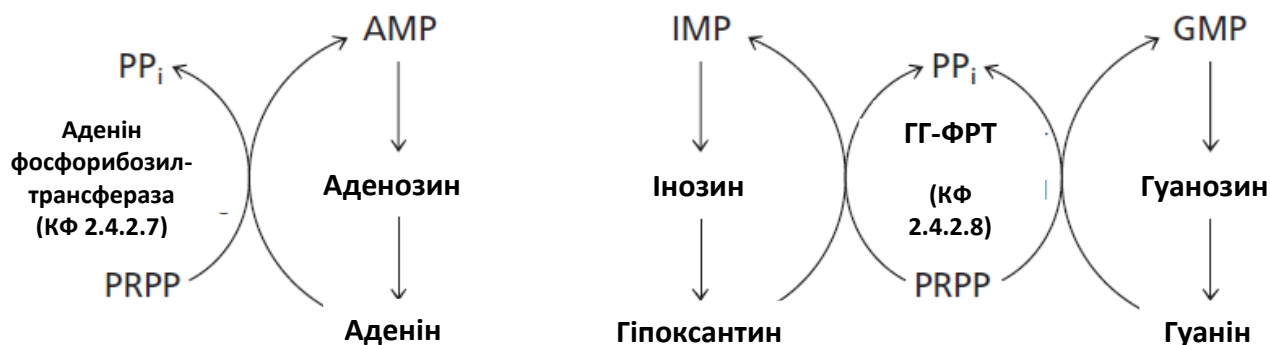 AMP
IMP
GMP
PPi
PPi
Аденін
фосфорибозил-
трансфераза
(КФ 2.4.2.7)
Аденозин
Інозин
ГГ-ФРТ
(КФ
2.4.2.8)
Гуанозин
PRPP
PRPP
Аденін
Гіпоксантин
Гуанін